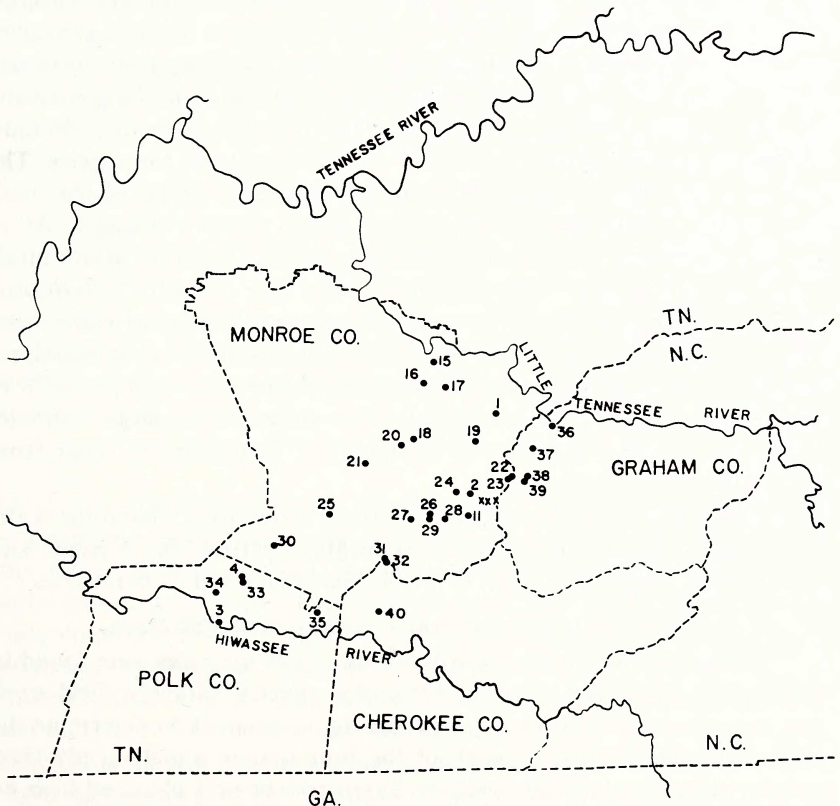 TENNESSEE RIVER
MONROE CO.
TN.
N.C.
LITTLE
TENNESSEE RIVER
15
16
17
1
36
20
18
19
37
21
22
38
GRAHAM CO.
23
39
24
2
xxx
25
27
26
28
11
29
30
31
32
4
34
33
3
35
40
HIWASSEE RIVER
POLK CO.
CHEROKEE CO.
TN.
N.C.
GA.